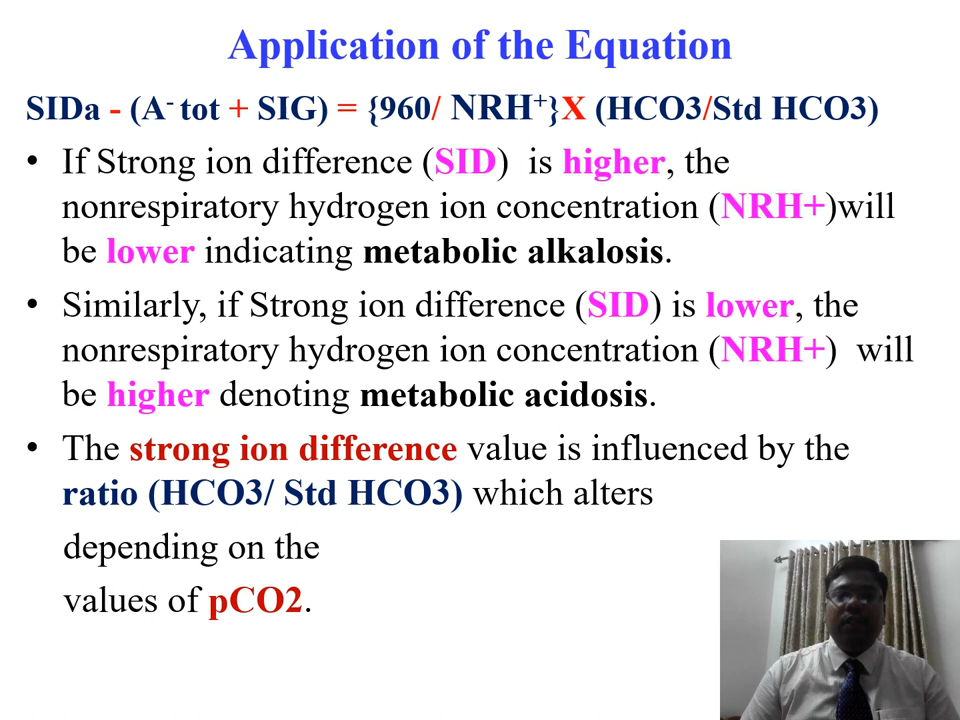 Application of the Equation
SIDa - (A- tot + SIG) = {960/ NRH+}X (HCO3/Std HCO3)
• If Strong ion difference (SID) is higher, the
nonrespiratory hydrogen ion concentration (NRH+)will
be lower indicating metabolic alkalosis.
• Similarly, if Strong ion difference (SID) is lower, the
nonrespiratory hydrogen ion concentration (NRH+) will
be higher denoting metabolic acidosis.
• The strong ion difference value is influenced by the
ratio (HCO3/ Std HCO3) which alters
depending on the
values of pCO2.